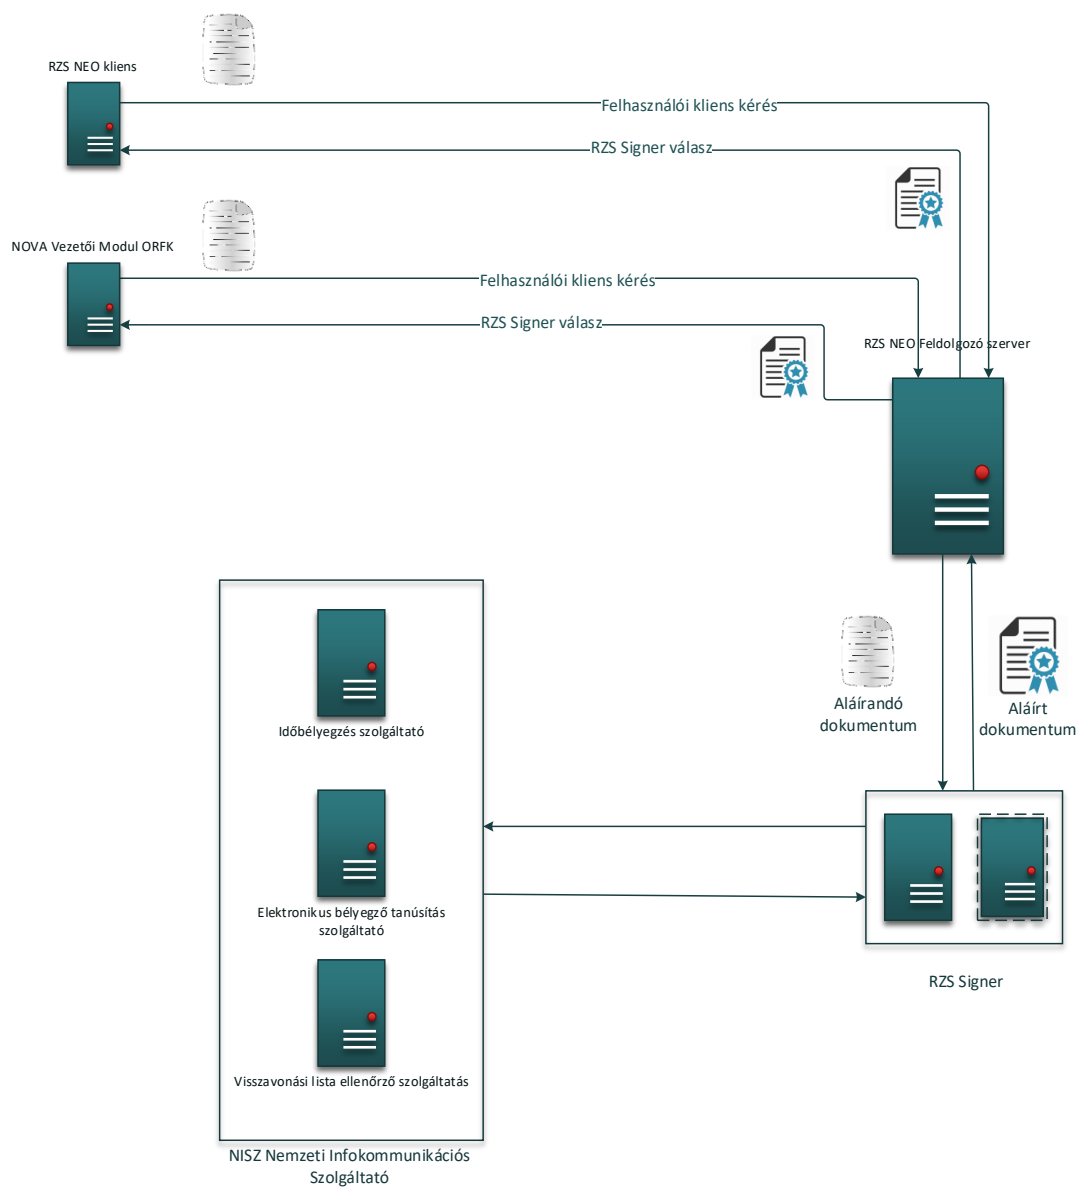 RZS NEO kliens
Felhasználói kliens kérés
RZS Signer válasz
NOVA Vezetői Modul ORFK
Felhasználói kliens kérés
RZS Signer válasz
RZS NEO Feldolgozó szerver
Aláírandó
dokumentum
Aláírt
dokumentum
Időbélyegzés szolgáltató
Elektronikus bélyegző tanúsítás
szolgáltató
RZS Signer
Visszavonási lista ellenőrző szolgáltatás
NISZ Nemzeti Infokommunikációs
Szolgáltató